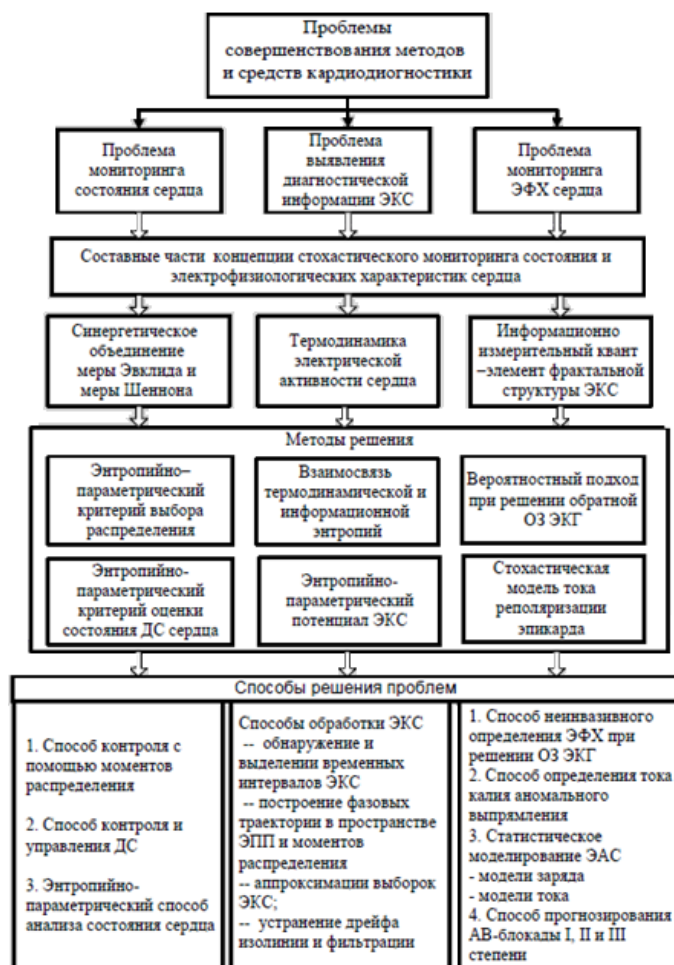 Проблемы
совершенствования методов
и средств кардиодиагностики
Проблема
мониторинга
состояния сердца
Проблема
выявления
диагностической
информации ЭКС
Проблема
мониторинга
ЭФХ сердца
Составные части концепции стохастического мониторинга состояния и
электрофизиологических характеристик сердца
Синергетическое
объединение
меры Эвклида и
меры Шеннона
Термодинамика
электрической
активности сердца
Информационно
измерительный квант
–элемент фрактальной
структуры ЭКС
Методы решения
Энтропийно–
параметрический
критерий выбора
распределения
Взаимосвязь
термодинамической и
информационной
энтропий
Вероятностный подход
при решении обратной
ОЗ ЭКГ
Энтропийно-
параметрический
критерий оценки
состояния ДС сердца
Энтропийно-
параметрический
потенциал ЭКС
Стохастическая
модель тока
реполяризации
эпикарда
Способы решения проблем
1. Способ контроля с
помощью моментов
распределения
2. Способ контроля и
управления ДС
3. Энтропийно-
параметрический способ
анализа состояния сердца
Способы обработки ЭКС
-- обнаружение и
выделении временных
интервалов ЭКС
-- построение фазовых
траектории в пространстве
ЭПП и моментов
распределения
-- аппроксимации выборок
ЭКС;
-- устранение дрейфа
изолинии и фильтрации
1. Способ неинвазивного
определения ЭФХ при
решении ОЗ ЭКГ
2. Способ определения тока
калия аномального
выпрямления
3. Статистическое
моделирование ЭАС
- модели заряда
- модели тока
4. Способ прогнозирования
АВ-блокады I, II и III
степени